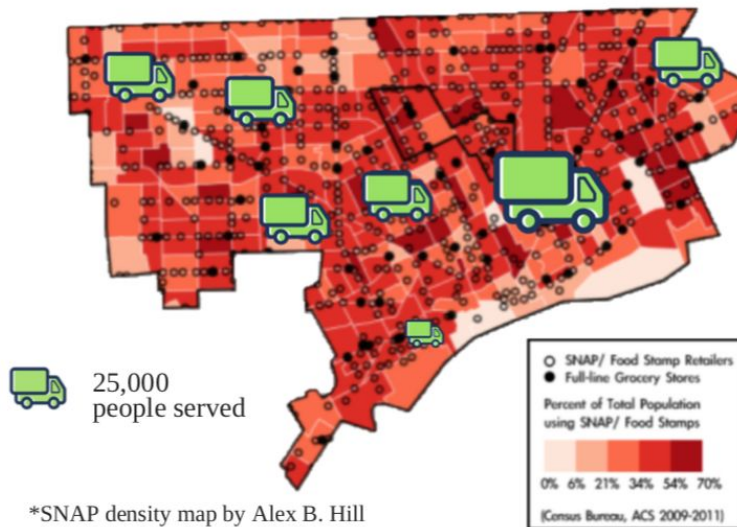 25,000
people served
SNAP/ Food Stamp Retailers
Full-line Grocery Stores
Percent of Total Population
using SNAP/ Food Stamps
0% 6% 21% 34% 54% 70%
(Census Bureau, ACS 2009-2011)
*SNAP density map by Alex B. Hill